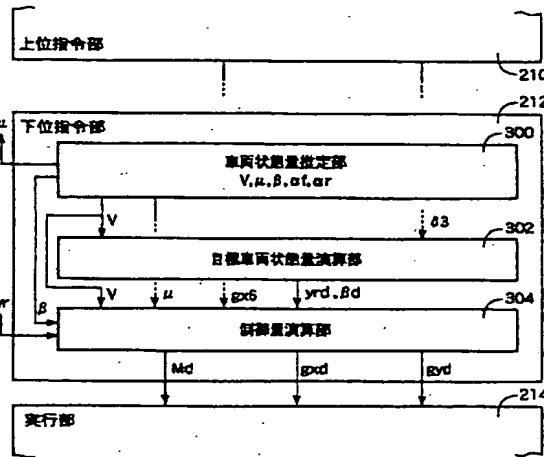 上位指令部
210
212
下位指令部
300
車両状態量推定部
V,μ,β,αf,αr
V
δ3
302
目標車両状態量演算部
β
V
μ
gx6
yrd,βd
304
制御量演算部
Md
gxd
gyd
214
実行部